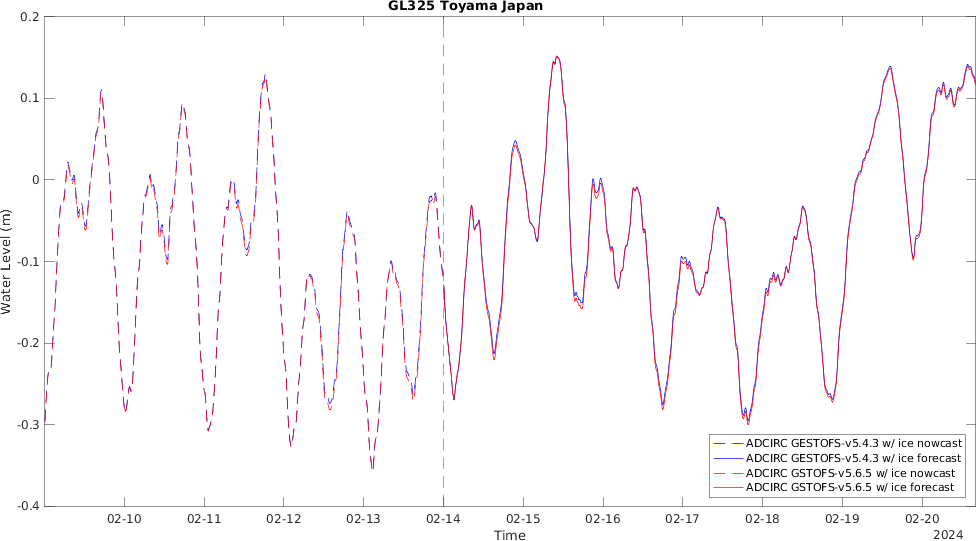 GL325 Toyama Japan
0.2
0.1
0
-0.1
-0.2
-0.3
-0.4
Water Level (m)
ADCIRC GESTOFS-v5.4.3 w/ ice nowcast
ADCIRC GESTOFS-v5.4.3 w/ ice forecast
ADCIRC GSTOFS-v5.6.5 w/ ice nowcast
ADCIRC GSTOFS-v5.6.5 w/ ice forecast
02-10 02-11 02-12 02-13 02-14 02-15 02-16 02-17 02-18 02-19 02-20
Time 2024